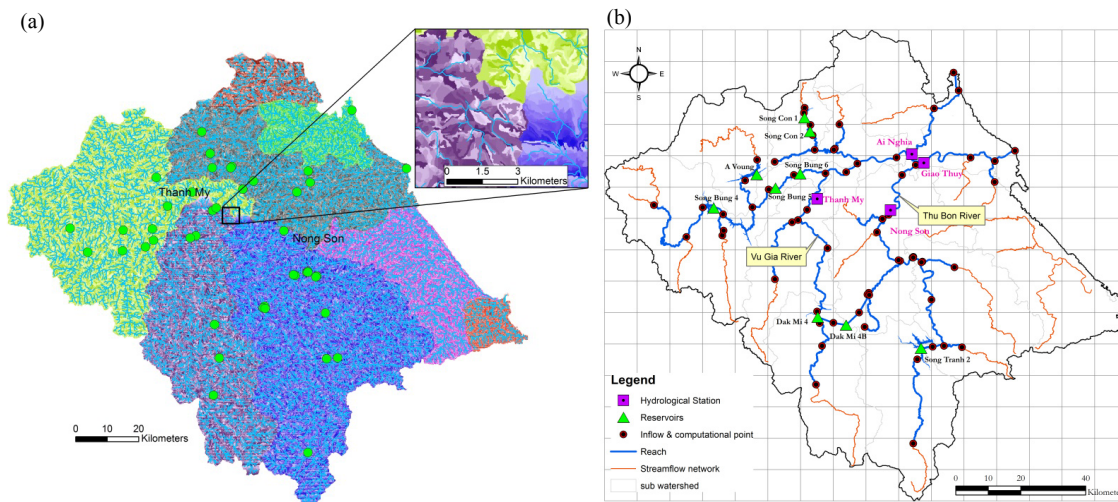 (a)
Thanh My
Nong Son
0 1.5 3
Kilometers
0 10 20
Kilometers
(b)
N
W E
S
Song Con 1
Song Con 2
Ai Nghia
A Voung
Song Bung 6
Giao Thuy
Song Bung 5
Song Bung 4
Thanh My
Thu Bon River
Nong Son
Vu Gia River
Dak Mi 4
Dak Mi 4B
Song Tranh 2
Legend
Hydrological Station
Reservoirs
Inflow & computational point
Reach
Streamflow network
sub watershed
0 10 20 40
Kilomete